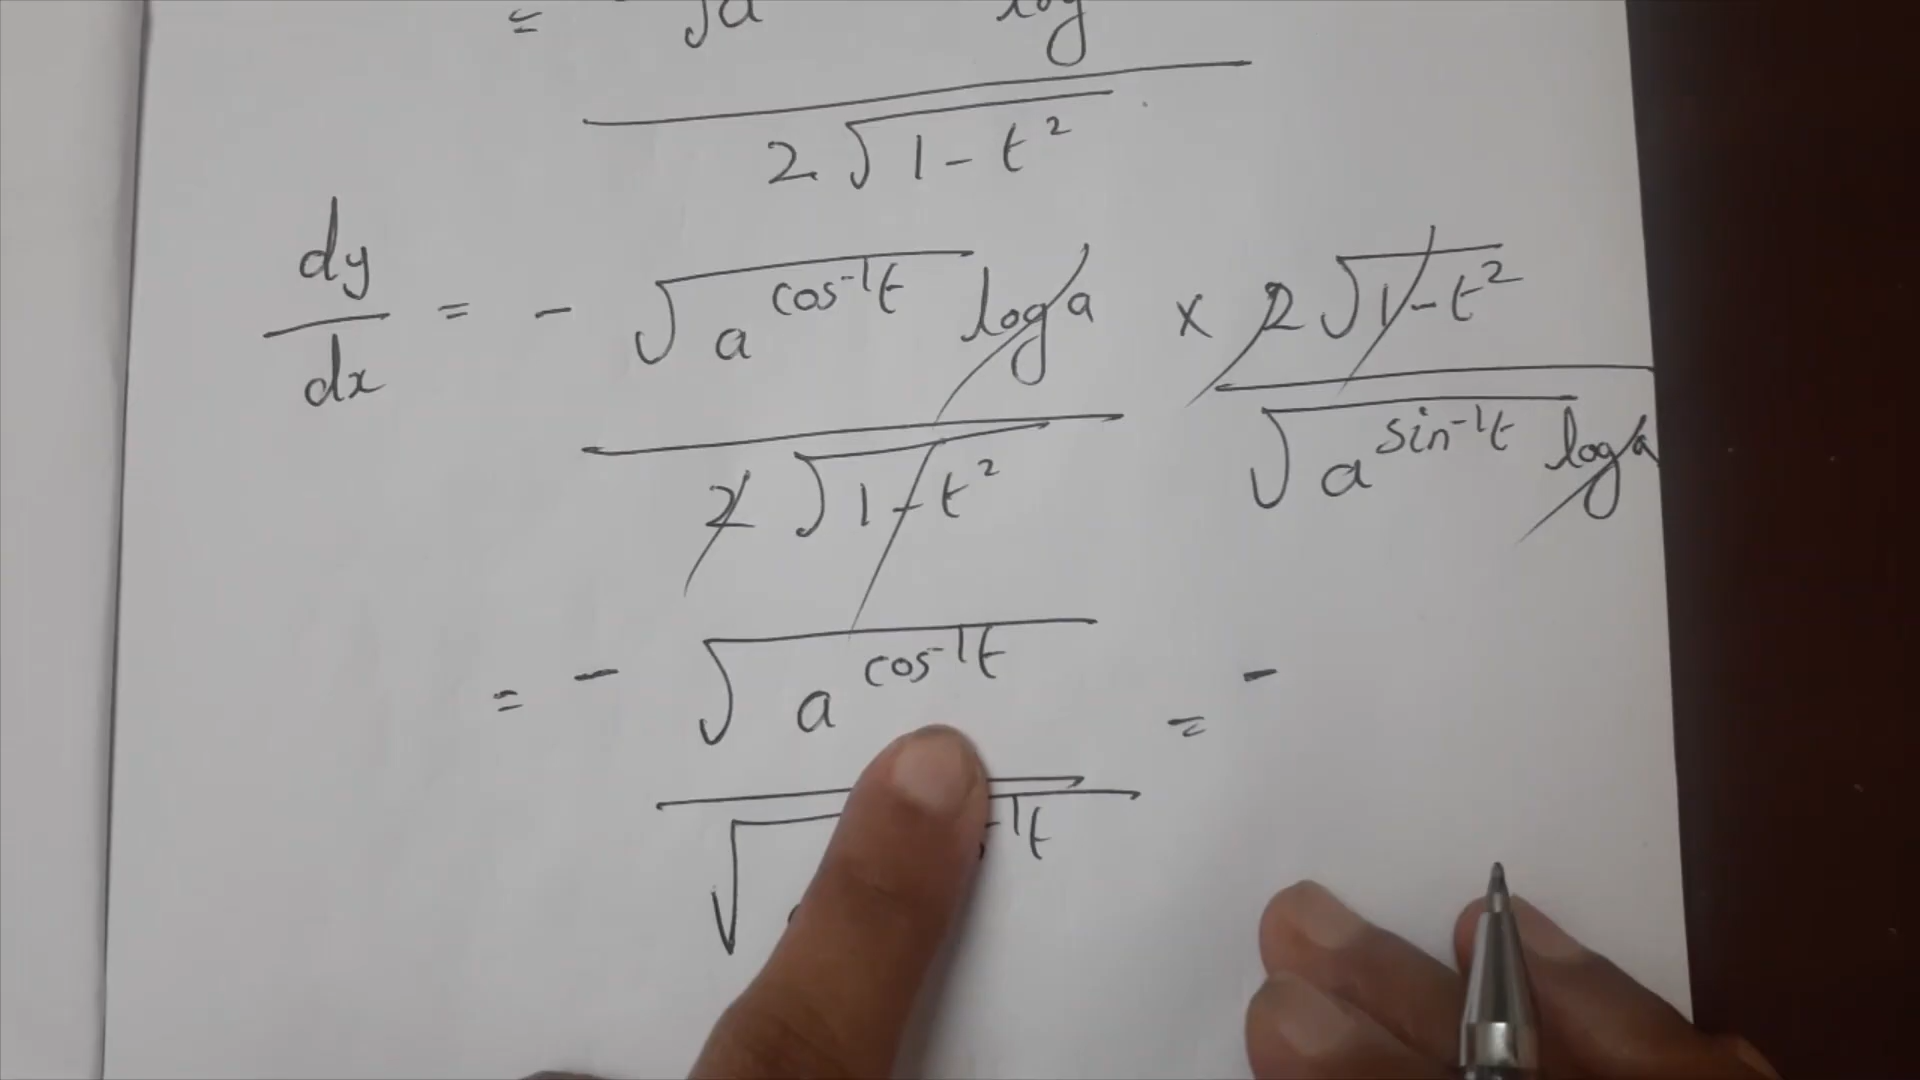 = √a log
2√1-t²
dy/dx = - √a^cos⁻¹t log a / 2√1-t² × 2√1-t² / √a^sin⁻¹t log a
= - √a^cos⁻¹t / √ ⁻¹t = -